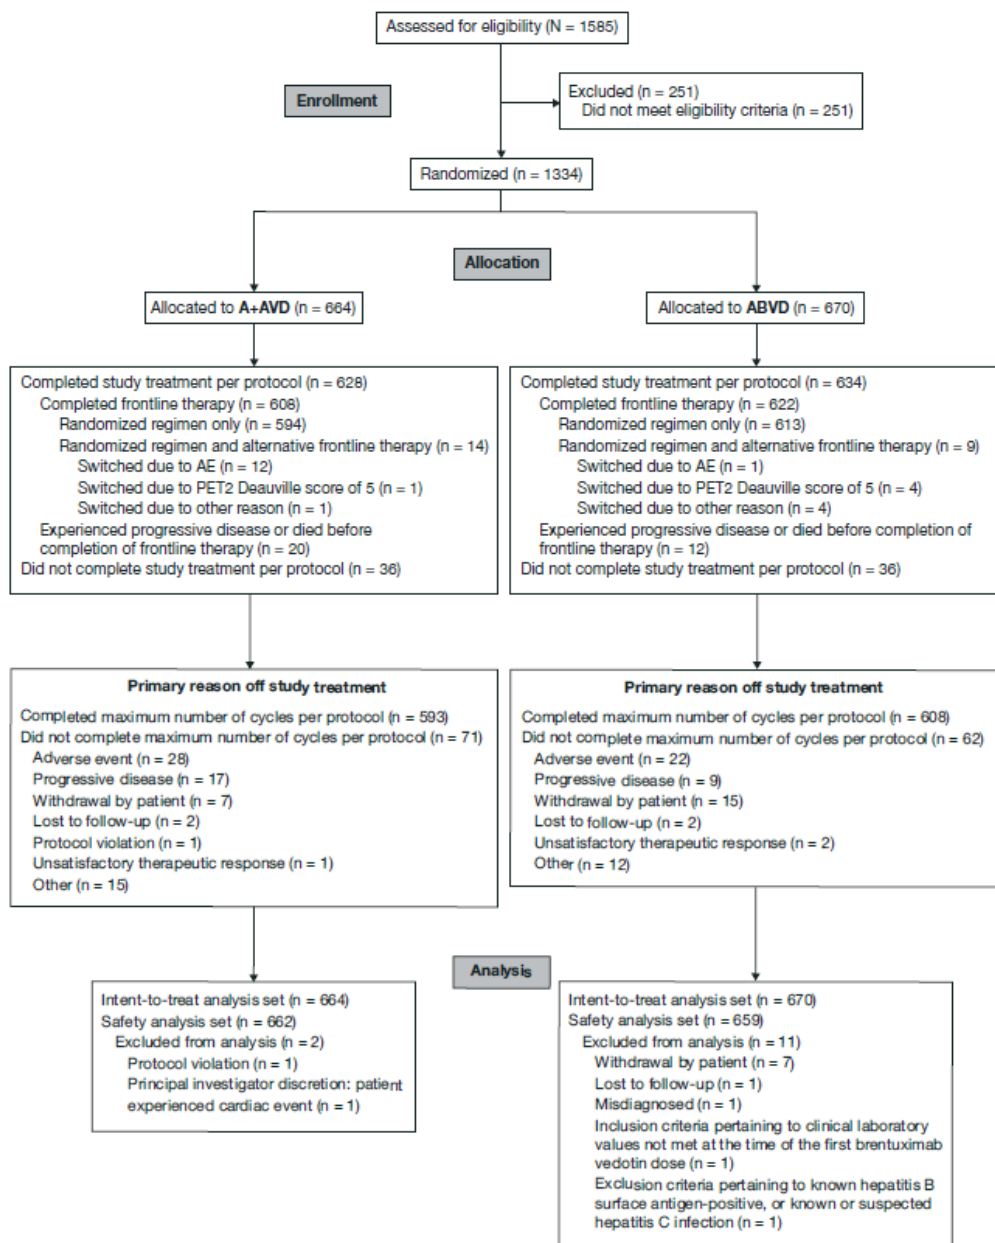 Assessed for eligibility (N = 1585)
Enrollment
Excluded (n = 251)
Did not meet eligibility criteria (n = 251)
Randomized (n = 1334)
Allocation
Allocated to A+AVD (n = 664)
Completed study treatment per protocol (n = 628)
Completed frontline therapy (n = 608)
Randomized regimen only (n = 594)
Randomized regimen and alternative frontline therapy (n = 14)
Switched due to AE (n = 12)
Switched due to PET2 Deauville score of 5 (n = 1)
Switched due to other reason (n = 1)
Experienced progressive disease or died before
completion of frontline therapy (n = 20)
Did not complete study treatment per protocol (n = 36)
Allocated to ABVD (n = 670)
Completed study treatment per protocol (n = 634)
Completed frontline therapy (n = 622)
Randomized regimen only (n = 613)
Randomized regimen and alternative frontline therapy (n = 9)
Switched due to AE (n = 1)
Switched due to PET2 Deauville score of 5 (n = 4)
Switched due to other reason (n = 4)
Experienced progressive disease or died before completion of
frontline therapy (n = 12)
Did not complete study treatment per protocol (n = 36)
Primary reason off study treatment
Completed maximum number of cycles per protocol (n = 593)
Did not complete maximum number of cycles per protocol (n = 71)
Adverse event (n = 28)
Progressive disease (n = 17)
Withdrawal by patient (n = 7)
Lost to follow-up (n = 2)
Protocol violation (n = 1)
Unsatisfactory therapeutic response (n = 1)
Other (n = 15)
Primary reason off study treatment
Completed maximum number of cycles per protocol (n = 608)
Did not complete maximum number of cycles per protocol (n = 62)
Adverse event (n = 22)
Progressive disease (n = 9)
Withdrawal by patient (n = 15)
Lost to follow-up (n = 2)
Unsatisfactory therapeutic response (n = 2)
Other (n = 12)
Analysis
Intent-to-treat analysis set (n = 664)
Safety analysis set (n = 662)
Excluded from analysis (n = 2)
Protocol violation (n = 1)
Principal investigator discretion: patient
experienced cardiac event (n = 1)
Intent-to-treat analysis set (n = 670)
Safety analysis set (n = 659)
Excluded from analysis (n = 11)
Withdrawal by patient (n = 7)
Lost to follow-up (n = 1)
Misdiagnosed (n = 1)
Inclusion criteria pertaining to clinical laboratory
values not met at the time of the first brentuximab
vedotin dose (n = 1)
Exclusion criteria pertaining to known hepatitis B
surface antigen-positive, or known or suspected
hepatitis C infection (n = 1)